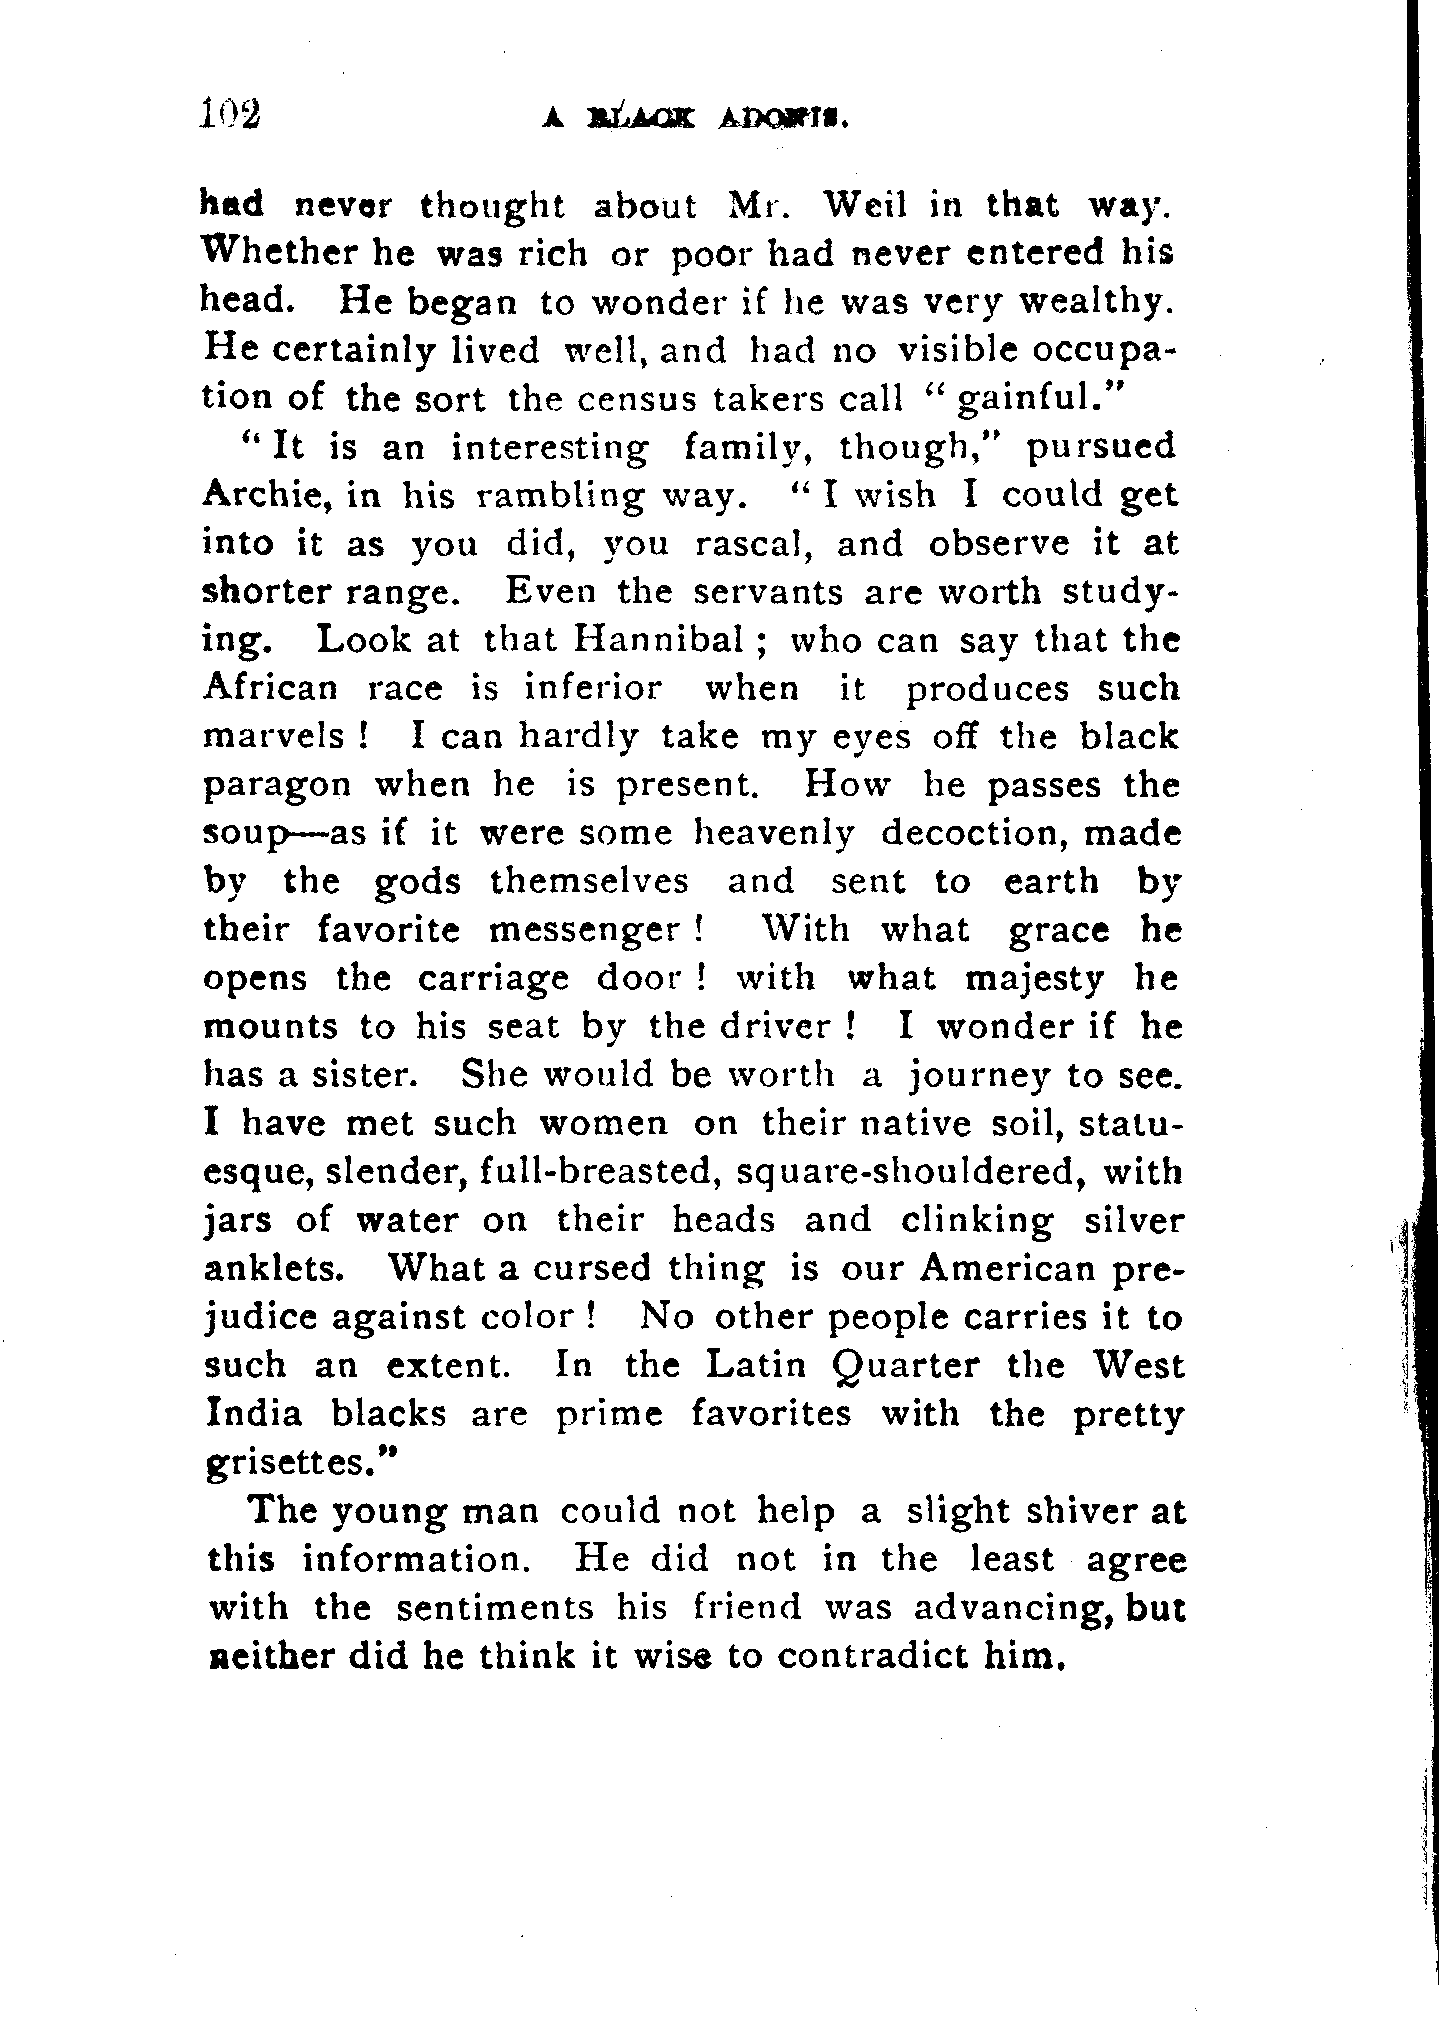 102 A BLACK ADONIS.
had never thought about Mr. Weil in that way.
Whether he was rich or poor had never entered his
head. He began to wonder if he was very wealthy.
He certainly lived well, and had no visible occupa-
tion of the sort the census takers call “ gainful.”
“ It is an interesting family, though,” pursued
Archie, in his rambling way. “ I wish I could get
into it as you did, you rascal, and observe it at
shorter range. Even the servants are worth study-
ing. Look at that Hannibal ; who can say that the
African race is inferior when it produces such
marvels ! I can hardly take my eyes off the black
paragon when he is present. How he passes the
soup—as if it were some heavenly decoction, made
by the gods themselves and sent to earth by
their favorite messenger ! With what grace he
opens the carriage door ! with what majesty he
mounts to his seat by the driver ! I wonder if he
has a sister. She would be worth a journey to see.
I have met such women on their native soil, statu-
esque, slender, full-breasted, square-shouldered, with
jars of water on their heads and clinking silver
anklets. What a cursed thing is our American pre-
judice against color ! No other people carries it to
such an extent. In the Latin Quarter the West
India blacks are prime favorites with the pretty
grisettes.”
The young man could not help a slight shiver at
this information. He did not in the least agree
with the sentiments his friend was advancing, but
neither did he think it wise to contradict him.